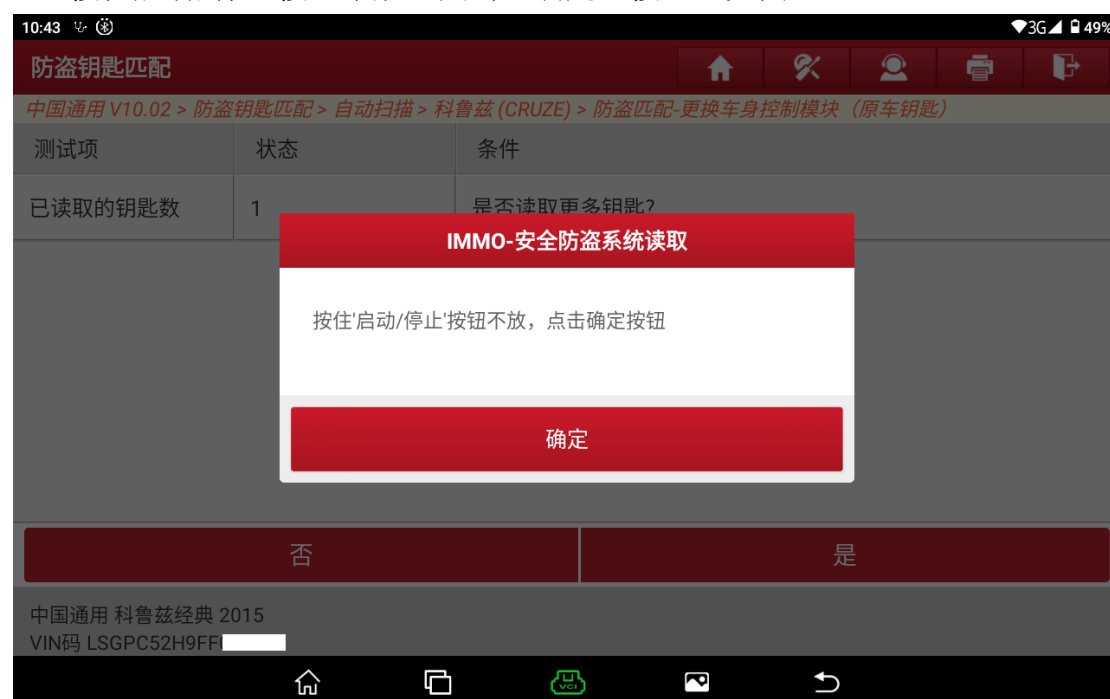 10:43 3G 49%
防盗钥匙匹配
中国通用 V10.02 > 防盗钥匙匹配 > 自动扫描 > 科鲁兹 (CRUZE) > 防盗匹配-更换车身控制模块（原车钥匙）
测试项 状态 条件
已读取的钥匙数 1 是否读取更多钥匙?
IMMO-安全防盗系统读取
按住'启动/停止'按钮不放，点击确定按钮
确定
否 是
中国通用 科鲁兹经典 2015
VIN码 LSGPC52H9FF
VCI